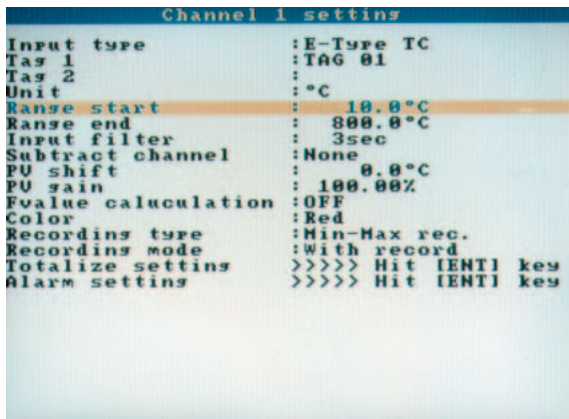 Channel 1 setting
Input type :E-Type TC
Tag 1 :TAG 01
Tag 2 :
Unit :°C
Range start : 10.0°C
Range end : 800.0°C
Input filter : 3sec
Subtract channel :None
PV shift : 0.0°C
PV gain : 100.00%
Fvalue caluculation :OFF
Color :Red
Recording type :Min-Max rec.
Recording mode :With record
Totalize setting >>>>> Hit [ENT] key
Alarm setting >>>>> Hit [ENT] key